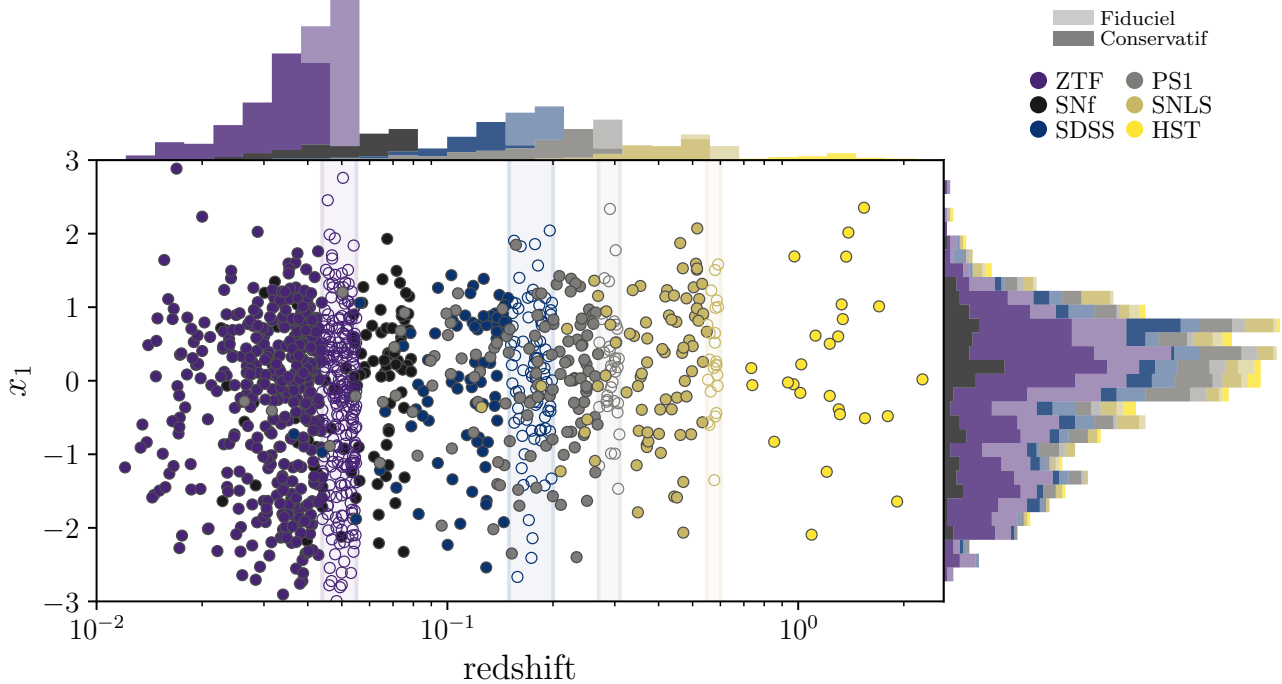 Fiduciel
Conservatif
ZTF PS1
SNf SNLS
SDSS HST
3
2
1
0
−1
−2
−3
x₁
10⁻² 10⁻¹ 10⁰
redshift